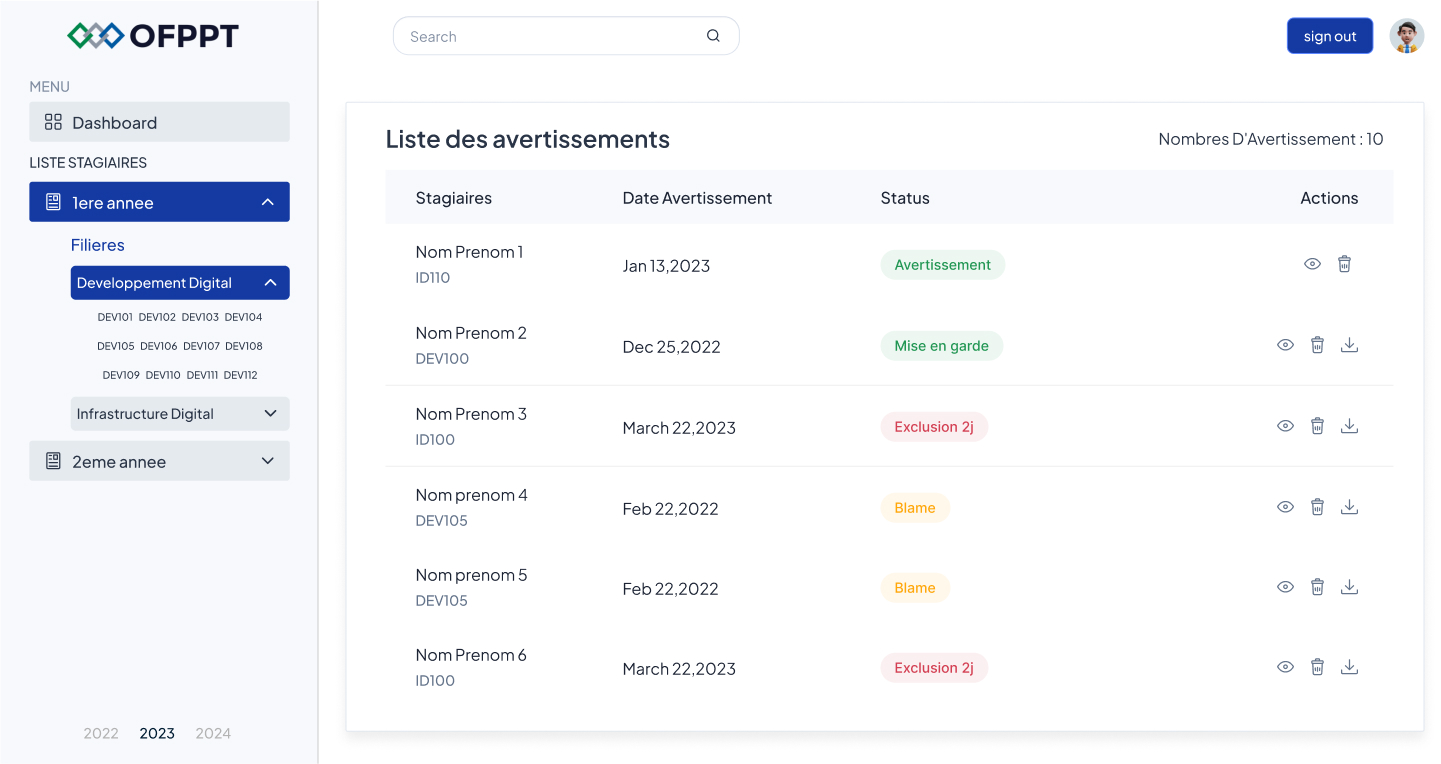 OFPPT
Search
sign out
MENU
Dashboard
LISTE STAGIAIRES
1ere annee
Filieres
Developpement Digital
DEV101 DEV102 DEV103 DEV104
DEV105 DEV106 DEV107 DEV108
DEV109 DEV110 DEV111 DEV112
Infrastructure Digital
2eme annee
2022 2023 2024
Liste des avertissements
Nombres D'Avertissement : 10
Stagiaires Date Avertissement Status Actions
Nom Prenom 1
ID110
Jan 13,2023
Avertissement
Nom Prenom 2
DEV100
Dec 25,2022
Mise en garde
Nom Prenom 3
ID100
March 22,2023
Exclusion 2j
Nom prenom 4
DEV105
Feb 22,2022
Blame
Nom prenom 5
DEV105
Feb 22,2022
Blame
Nom Prenom 6
ID100
March 22,2023
Exclusion 2j